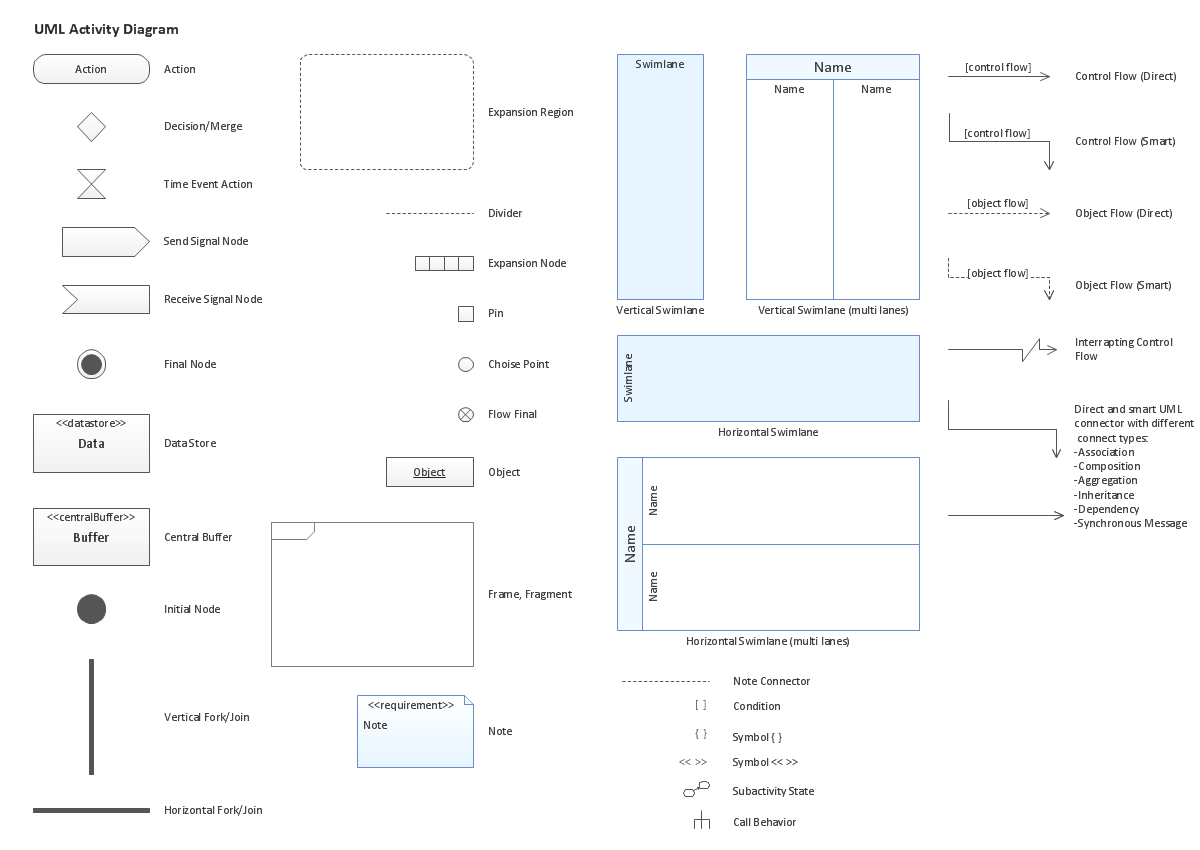 UML Activity Diagram
Action
Action
Decision/Merge
Time Event Action
Send Signal Node
Receive Signal Node
Final Node
<<datastore>>
Data
DataStore
<<centralBuffer>>
Buffer
Central Buffer
Initial Node
Vertical Fork/Join
Horizontal Fork/Join
Expansion Region
Divider
Expansion Node
Pin
Choise Point
Flow Final
Object
Object
Frame, Fragment
<<requirement>>
Note
Note
Swimlane
Vertical Swimlane
Name
Name
Name
Vertical Swimlane (multi lanes)
Swimlane
Horizontal Swimlane
Name
Name
Name
Horizontal Swimlane (multi lanes)
Note Connector
[ ]
Condition
{ }
Symbol { }
<< >>
Symbol << >>
Subactivity State
Call Behavior
[control flow]
Control Flow (Direct)
[control flow]
Control Flow (Smart)
[object flow]
Object Flow (Direct)
[object flow]
Object Flow (Smart)
Interrapting Control
Flow
Direct and smart UML
connector with different
connect types:
-Association
-Composition
-Aggregation
-Inheritance
-Dependency
-Synchronous Message